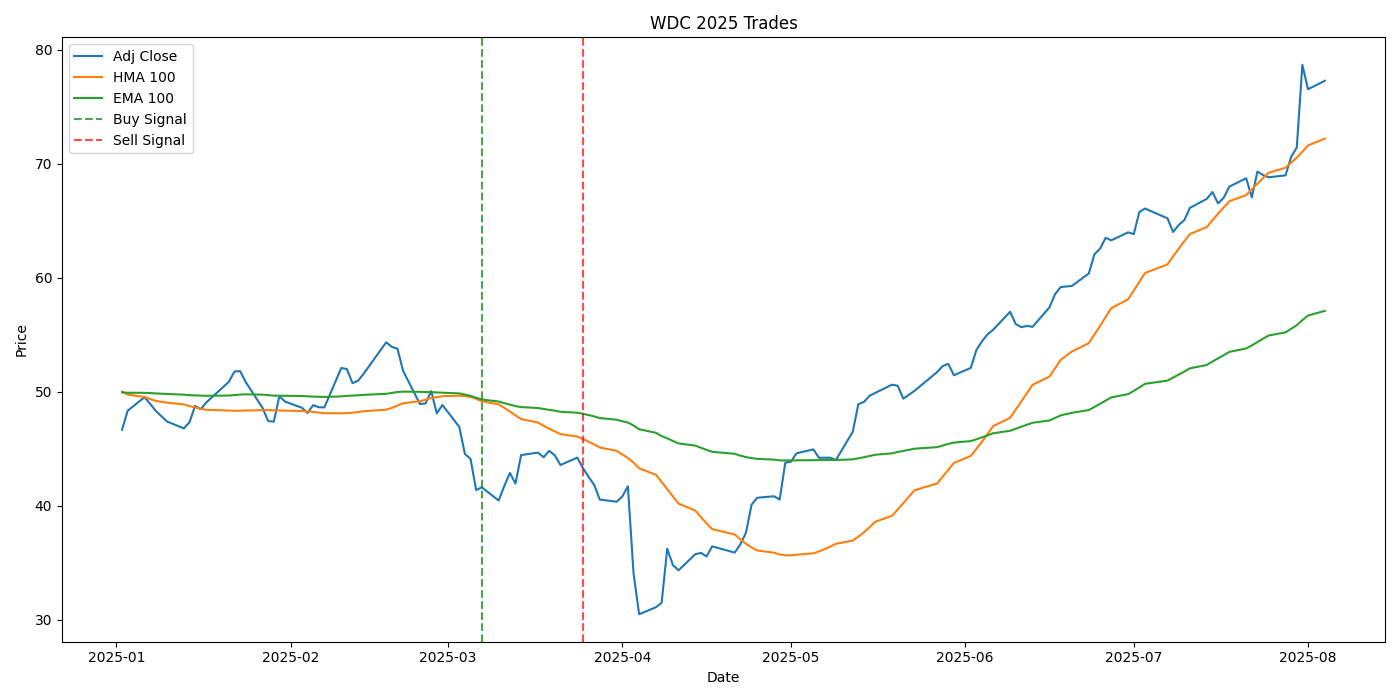 WDC 2025 Trades
Adj Close
HMA 100
EMA 100
Buy Signal
Sell Signal
80
70
60
50
40
30
Price
2025-01 2025-02 2025-03 2025-04 2025-05 2025-06 2025-07 2025-08
Date